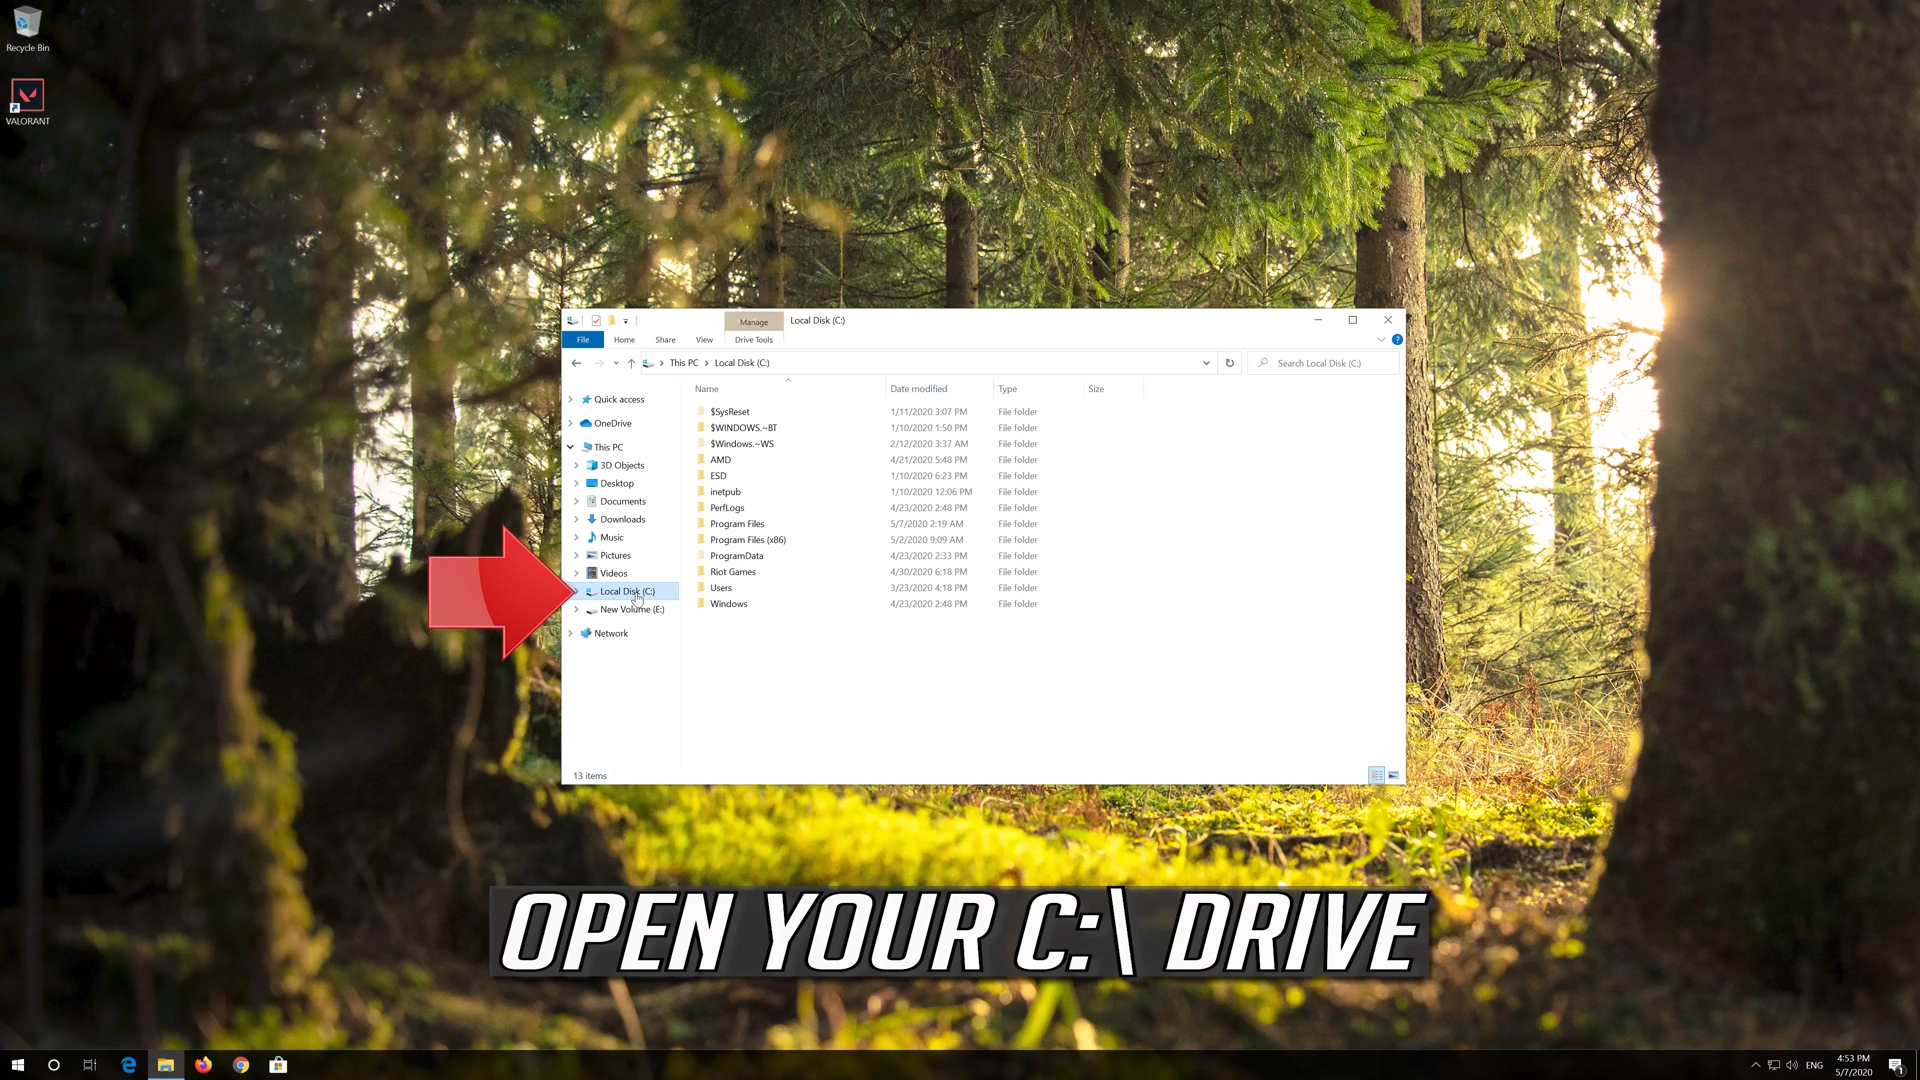 Recycle Bin
VALORANT
Manage
Local Disk (C:)
File
Home
Share
View
Drive Tools
This PC
Local Disk (C:)
Search Local Disk (C:)
Quick access
OneDrive
This PC
3D Objects
Desktop
Documents
Downloads
Music
Pictures
Videos
Local Disk (C:)
New Volume (E:)
Network
Name Date modified Type Size
$SysReset 1/11/2020 3:07 PM File folder
$WINDOWS.~BT 1/10/2020 1:50 PM File folder
$Windows.~WS 2/12/2020 3:37 AM File folder
AMD 4/21/2020 5:48 PM File folder
ESD 1/10/2020 6:23 PM File folder
inetpub 1/10/2020 12:06 PM File folder
PerfLogs 4/23/2020 2:48 PM File folder
Program Files 5/7/2020 2:19 AM File folder
Program Files (x86) 5/2/2020 9:09 AM File folder
ProgramData 4/23/2020 2:33 PM File folder
Riot Games 4/30/2020 6:18 PM File folder
Users 3/23/2020 4:18 PM File folder
Windows 4/23/2020 2:48 PM File folder
13 items
OPEN YOUR C:\ DRIVE
ENG
4:53 PM
5/7/2020
1